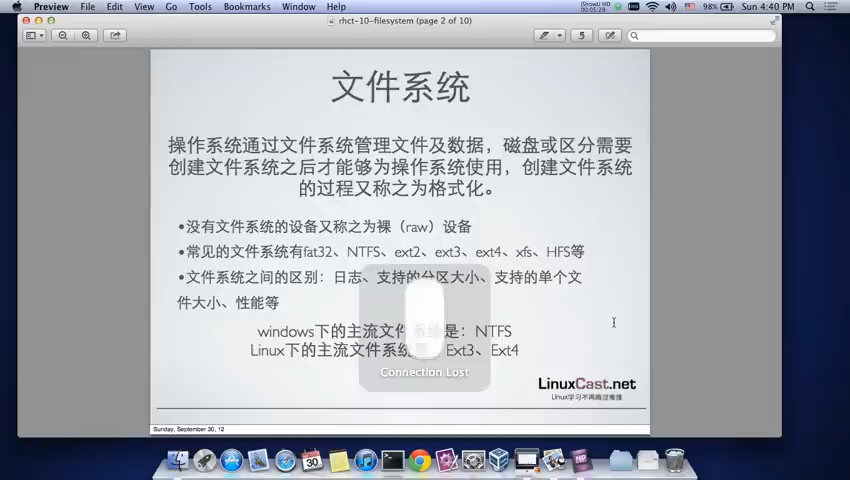 Preview File Edit View Go Tools Bookmarks Window Help
98% Sun 4:40 PM
rhct-10-filesystem (page 2 of 10)
文件系统
操作系统通过文件系统管理文件及数据，磁盘或区分需要
创建文件系统之后才能够为操作系统使用，创建文件系统
的过程又称之为格式化。
•没有文件系统的设备又称之为裸（raw）设备
•常见的文件系统有fat32、NTFS、ext2、ext3、ext4、xfs、HFS等
•文件系统之间的区别：日志、支持的分区大小、支持的单个文
件大小、性能等
windows下的主流文件系统是：NTFS
Linux下的主流文件系统 Ext3、Ext4
Connection Lost
LinuxCast.net
Sunday, September 30, 12
30